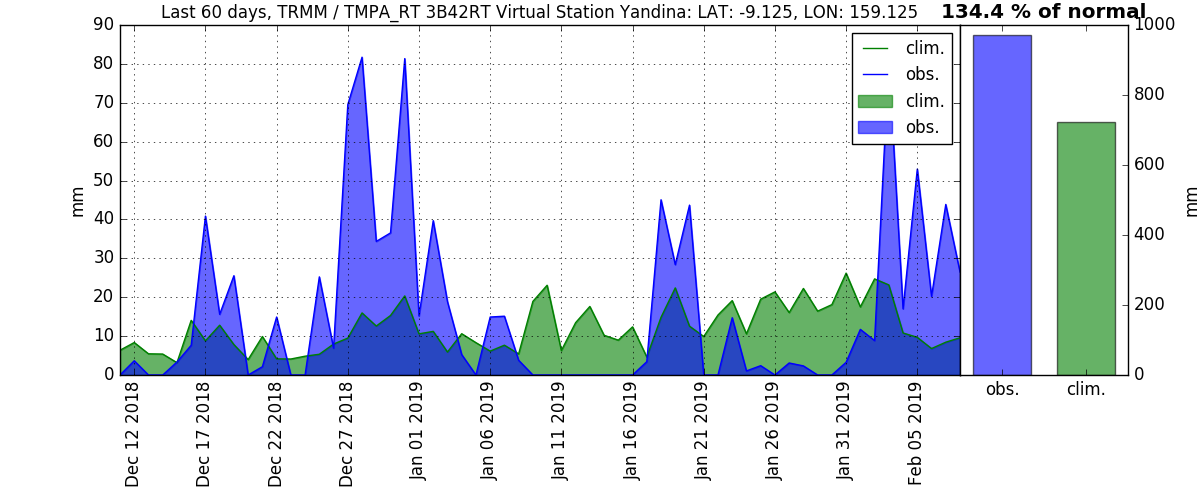 Last 60 days, TRMM / TMPA_RT 3B42RT Virtual Station Yandina: LAT: -9.125, LON: 159.125
134.4 % of normal
90
80
70
60
50
40
30
20
10
0
mm
clim.
obs.
clim.
obs.
1000
800
600
400
200
0
mm
Dec 12 2018
Dec 17 2018
Dec 22 2018
Dec 27 2018
Jan 01 2019
Jan 06 2019
Jan 11 2019
Jan 16 2019
Jan 21 2019
Jan 26 2019
Jan 31 2019
Feb 05 2019
obs.
clim.